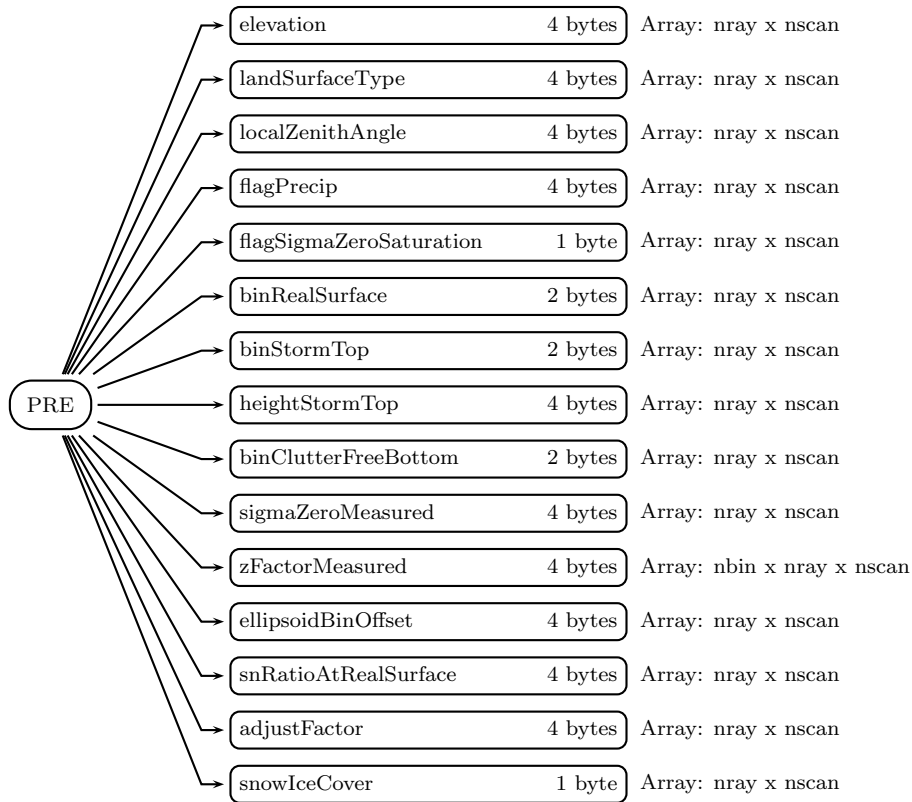 elevation 4 bytes Array: nray x nscan
landSurfaceType 4 bytes Array: nray x nscan
localZenithAngle 4 bytes Array: nray x nscan
flagPrecip 4 bytes Array: nray x nscan
flagSigmaZeroSaturation 1 byte Array: nray x nscan
binRealSurface 2 bytes Array: nray x nscan
binStormTop 2 bytes Array: nray x nscan
PRE heightStormTop 4 bytes Array: nray x nscan
binClutterFreeBottom 2 bytes Array: nray x nscan
sigmaZeroMeasured 4 bytes Array: nray x nscan
zFactorMeasured 4 bytes Array: nbin x nray x nscan
ellipsoidBinOffset 4 bytes Array: nray x nscan
snRatioAtRealSurface 4 bytes Array: nray x nscan
adjustFactor 4 bytes Array: nray x nscan
snowIceCover 1 byte Array: nray x nscan